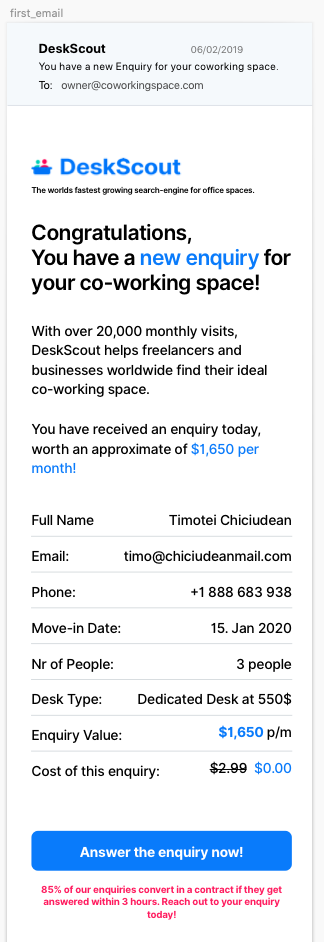 first_email
DeskScout 06/02/2019
You have a new Enquiry for your coworking space.
To: owner@coworkingspace.com
DeskScout
The worlds fastest growing search-engine for office spaces.
Congratulations,
You have a new enquiry for
your co-working space!
With over 20,000 monthly visits,
DeskScout helps freelancers and
businesses worldwide find their ideal
co-working space.
You have received an enquiry today,
worth an approximate of $1,650 per
month!
Full Name Timotei Chiciudean
Email: timo@chiciudeanmail.com
Phone: +1 888 683 938
Move-in Date: 15. Jan 2020
Nr of People: 3 people
Desk Type: Dedicated Desk at 550$
Enquiry Value: $1,650 p/m
Cost of this enquiry: $2.99 $0.00
Answer the enquiry now!
85% of our enquiries convert in a contract if they get
answered within 3 hours. Reach out to your enquiry
today!